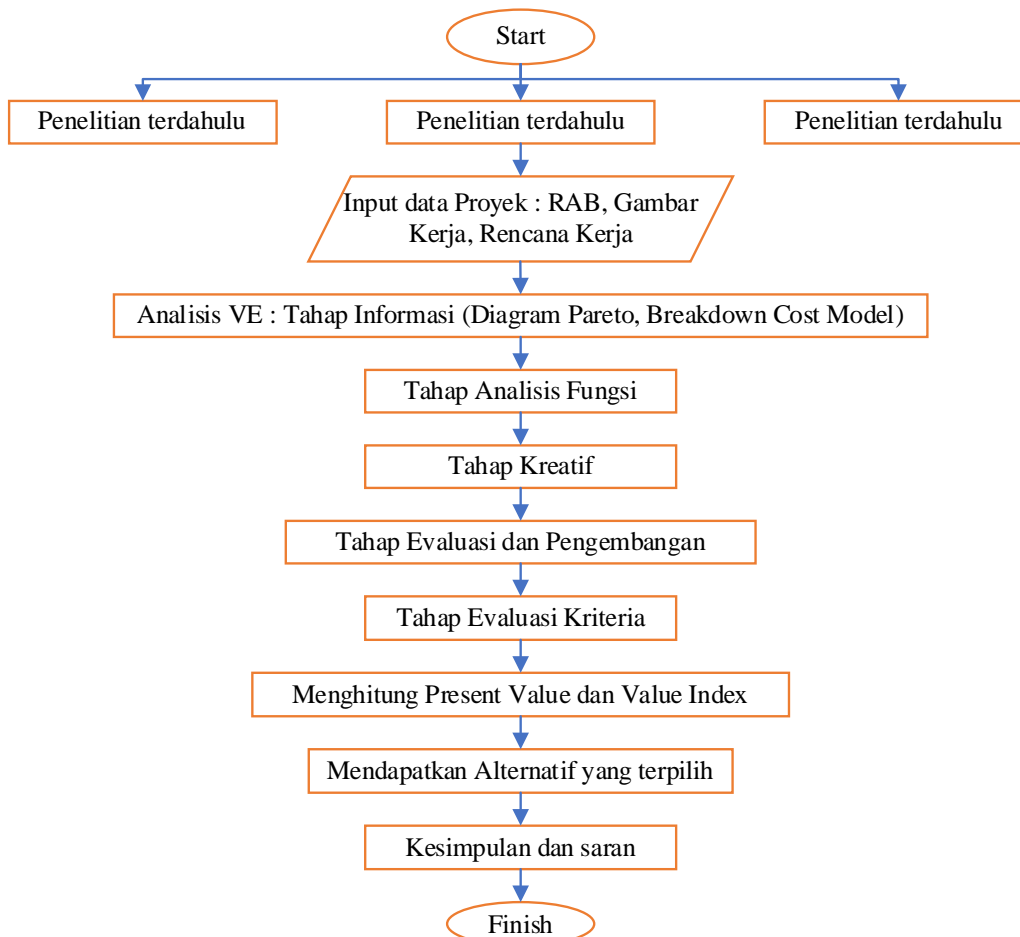 Start
Penelitian terdahulu
Penelitian terdahulu
Penelitian terdahulu
Input data Proyek : RAB, Gambar
Kerja, Rencana Kerja
Analisis VE : Tahap Informasi (Diagram Pareto, Breakdown Cost Model)
Tahap Analisis Fungsi
Tahap Kreatif
Tahap Evaluasi dan Pengembangan
Tahap Evaluasi Kriteria
Menghitung Present Value dan Value Index
Mendapatkan Alternatif yang terpilih
Kesimpulan dan saran
Finish